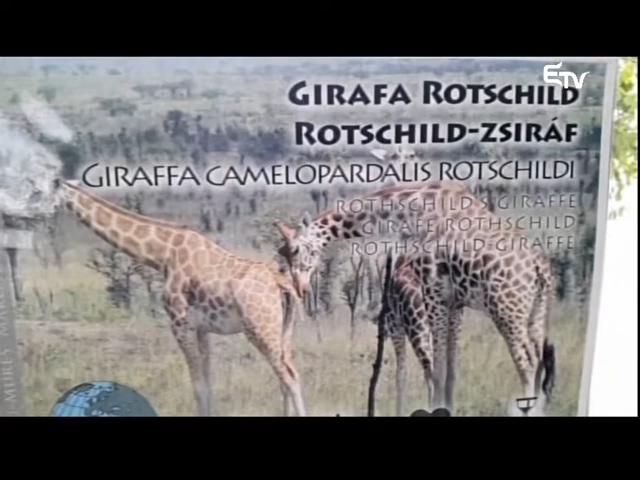 ETV
GIRAFA ROTSCHILD
ROTSCHILD-ZSIRÁF
GIRAFFA CAMELOPARDALIS ROTSCHILDI
ROTHSCHILD'S GIRAFFE
GIRAFE ROTHSCHILD
ROTHSCHILD-GIRAFFE